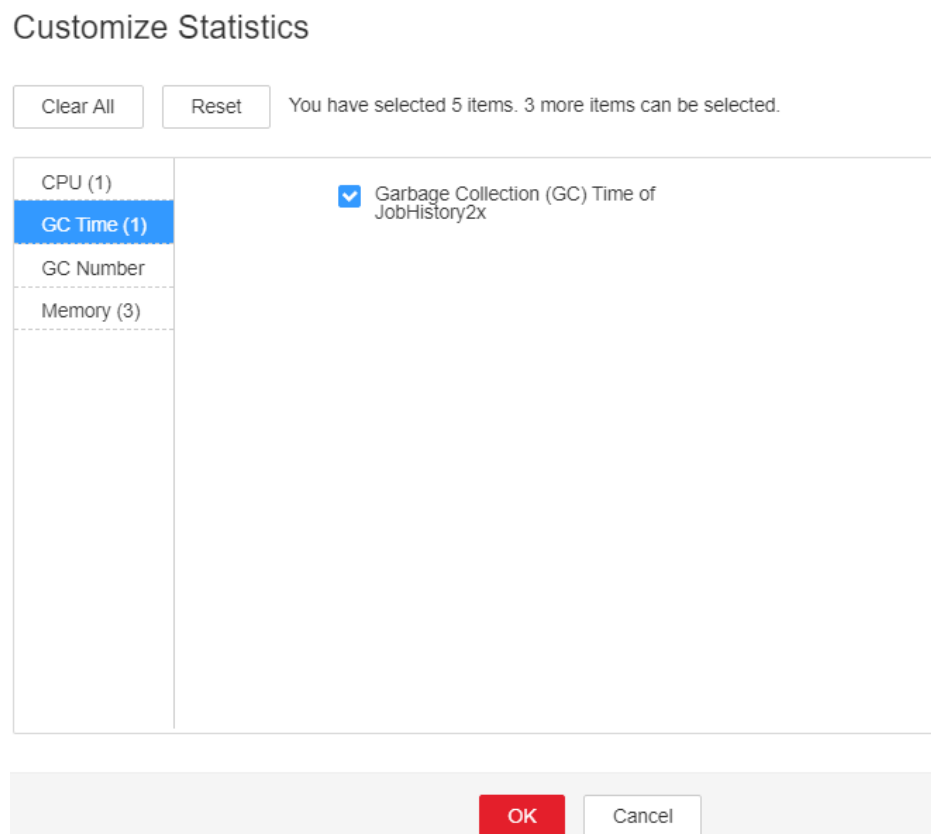 Customize Statistics
Clear All
Reset
You have selected 5 items. 3 more items can be selected.
CPU (1)
GC Time (1)
GC Number
Memory (3)
Garbage Collection (GC) Time of
JobHistory2x
OK
Cancel